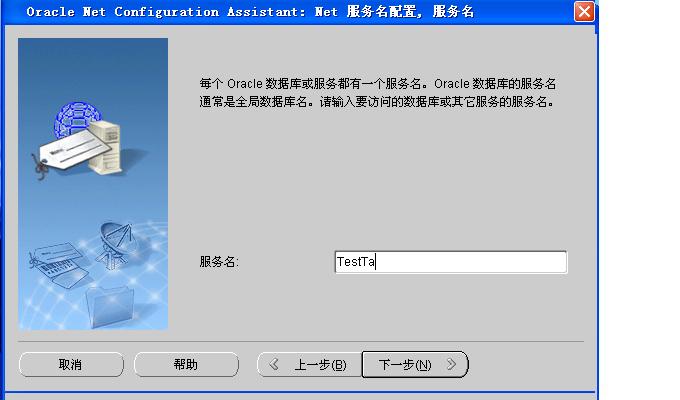 Oracle Net Configuration Assistant: Net 服务名配置, 服务名
每个 Oracle 数据库或服务都有一个服务名。Oracle 数据库的服务名
通常是全局数据库名。请输入要访问的数据库或其它服务的服务名。
服务名: TestTa
取消 帮助 上一步(B) 下一步(N)